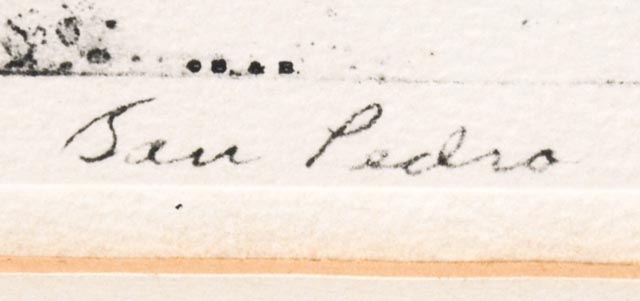 © B. & B.
San Pedro